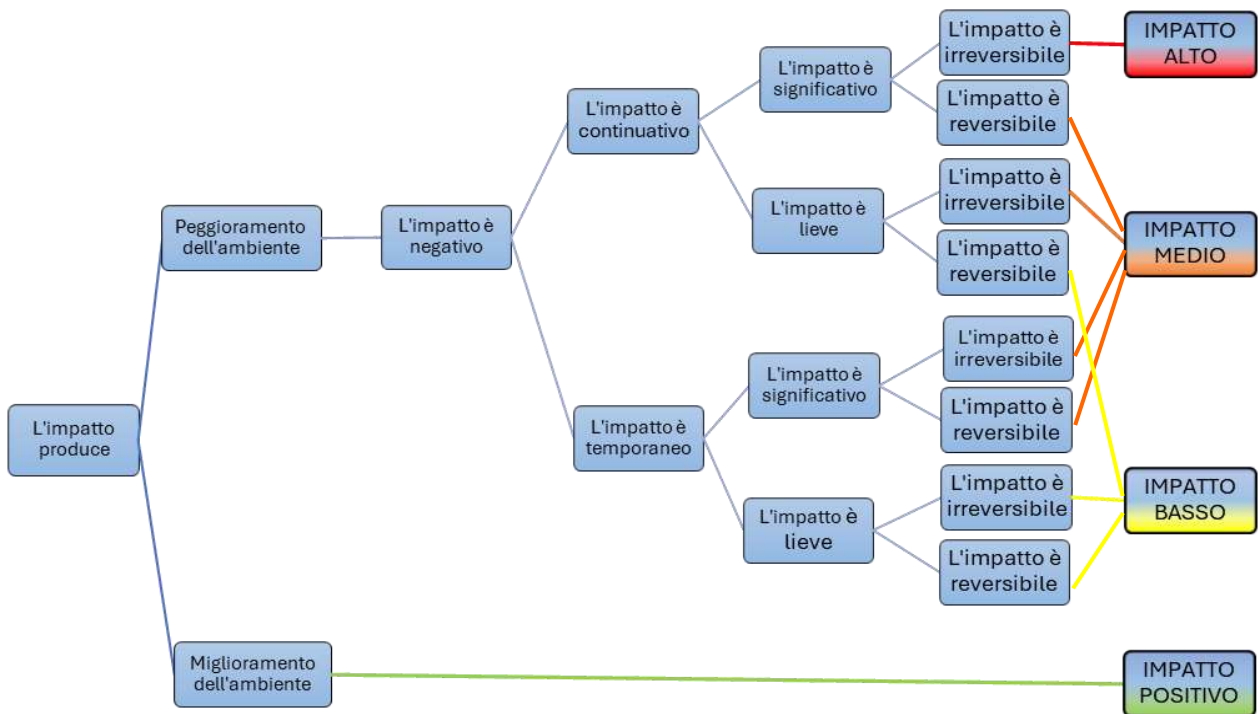 L'impatto
produce
Peggioramento
dell'ambiente
Miglioramento
dell'ambiente
L'impatto è
negativo
L'impatto è
continuativo
L'impatto è
temporaneo
L'impatto è
significativo
L'impatto è
lieve
L'impatto è
significativo
L'impatto è
lieve
L'impatto è
irreversibile
L'impatto è
reversibile
L'impatto è
irreversibile
L'impatto è
reversibile
L'impatto è
irreversibile
L'impatto è
reversibile
L'impatto è
irreversibile
L'impatto è
reversibile
IMPATTO
ALTO
IMPATTO
MEDIO
IMPATTO
BASSO
IMPATTO
POSITIVO